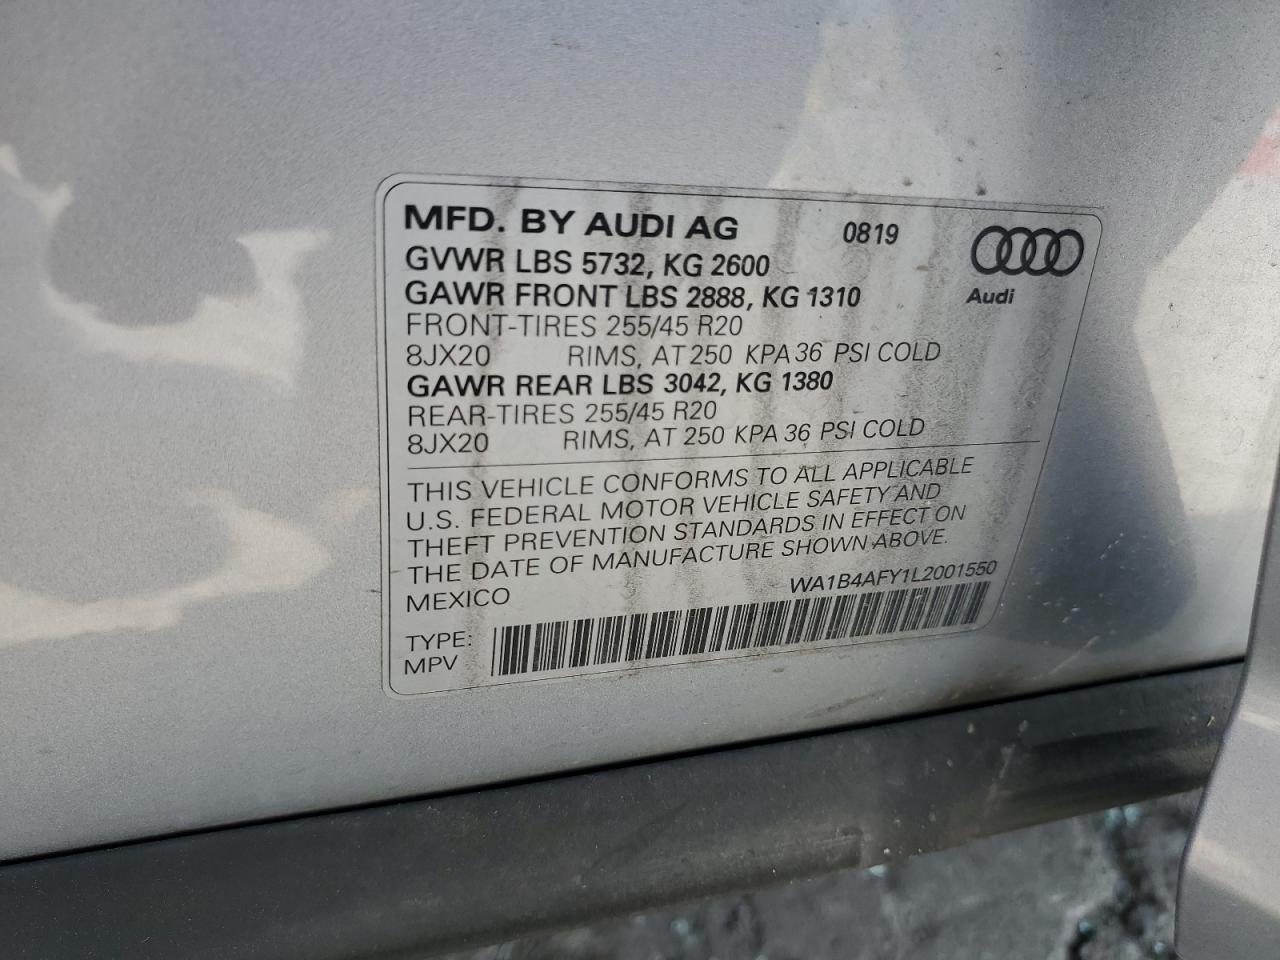 MFD. BY AUDI AG 0819
GVWR LBS 5732, KG 2600
GAWR FRONT LBS 2888, KG 1310
Audi
FRONT-TIRES 255/45 R20
8JX20 RIMS, AT 250 KPA 36 PSI COLD
GAWR REAR LBS 3042, KG 1380
REAR-TIRES 255/45 R20
8JX20 RIMS, AT 250 KPA 36 PSI COLD
THIS VEHICLE CONFORMS TO ALL APPLICABLE
U.S. FEDERAL MOTOR VEHICLE SAFETY AND
THEFT PREVENTION STANDARDS IN EFFECT ON
THE DATE OF MANUFACTURE SHOWN ABOVE.
MEXICO WA1B4AFY1L2001550
TYPE:
MPV